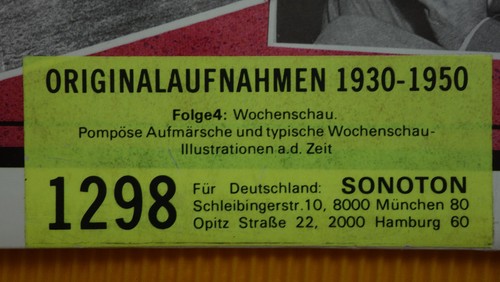 ORIGINALAUFNAHMEN 1930-1950
Folge4: Wochenschau.
Pompöse Aufmärsche und typische Wochenschau-
Illustrationen a.d. Zeit
1298
Für Deutschland: SONOTON
Schleibingerstr.10, 8000 München 80
Opitz Straße 22, 2000 Hamburg 60